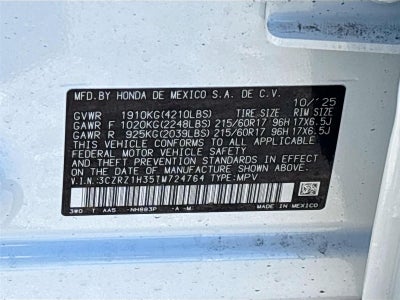 MFD.BY HONDA DE MEXICO S.A. DE C.V.
10/'25
GVWR 1910KG(4210LBS) TIRE SIZE RIM SIZE
GAWR F 1020KG(2248LBS) 215/60R17 96H 17X6.5J
GAWR R 925KG(2039LBS) 215/60R17 96H 17X6.5J
THIS VEHICLE CONFORMS TO ALL APPLICABLE
FEDERAL MOTOR VEHICLE SAFETY AND
THEFT PREVENTION STANDARDS IN EFFECT ON
THE DATE OF MANUFACTURE SHOWN ABOVE.
V.I.N.:3CZRZ1H35TM724764 TYPE:MPV
3W0 T AA5 NH883P -A -M- MADE IN MEXICO